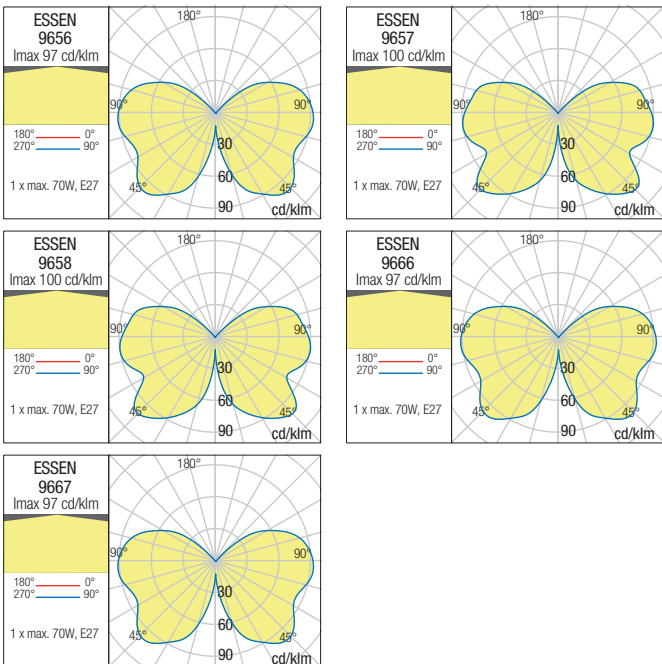 ESSEN
9656
Imax 97 cd/klm
180° 0°
270° 90°
1 x max. 70W, E27
180°
90° 90°
30
45° 60 45°
90 cd/klm
ESSEN
9657
Imax 100 cd/klm
180° 0°
270° 90°
1 x max. 70W, E27
180°
90° 90°
30
45° 60 45°
90 cd/klm
ESSEN
9658
Imax 100 cd/klm
180° 0°
270° 90°
1 x max. 70W, E27
180°
90° 90°
30
45° 60 45°
90 cd/klm
ESSEN
9666
Imax 97 cd/klm
180° 0°
270° 90°
1 x max. 70W, E27
180°
90° 90°
30
45° 60 45°
90 cd/klm
ESSEN
9667
Imax 97 cd/klm
180° 0°
270° 90°
1 x max. 70W, E27
180°
90° 90°
30
45° 60 45°
90 cd/klm